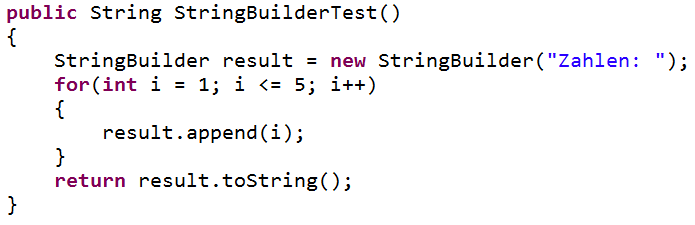 public String StringBuilderTest()
{
    StringBuilder result = new StringBuilder("Zahlen: ");
    for(int i = 1; i <= 5; i++)
    {
        result.append(i);
    }
    return result.toString();
}